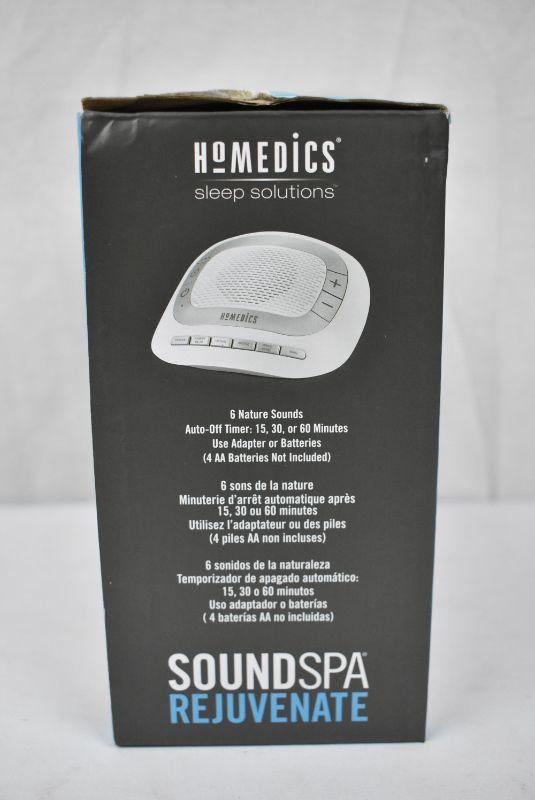 HoMEDiCS®
sleep solutions™
HoMEDiCS
6 Nature Sounds
Auto-Off Timer: 15, 30, or 60 Minutes
Use Adapter or Batteries
(4 AA Batteries Not Included)
6 sons de la nature
Minuterie d'arrêt automatique après
15, 30 ou 60 minutes
Utilisez l'adaptateur ou des piles
(4 piles AA non incluses)
6 sonidos de la naturaleza
Temporizador de apagado automático:
15, 30 o 60 minutos
Uso adaptador o baterías
( 4 baterías AA no incluidas)
SOUNDSPA®
REJUVENATE